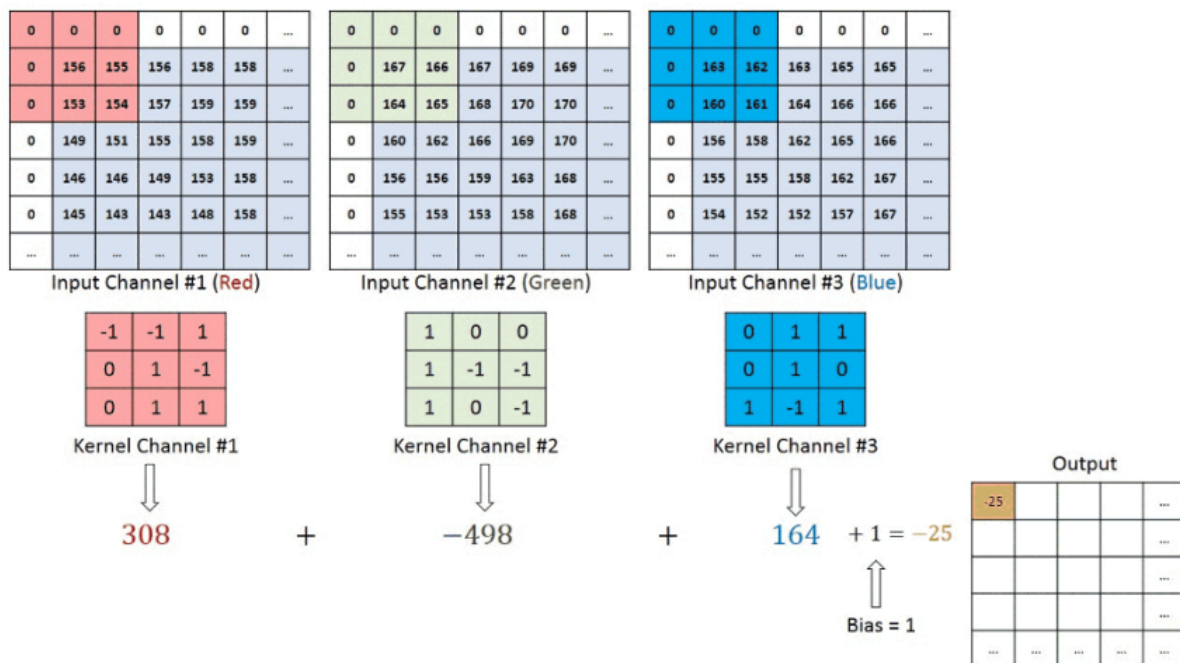 0 0 0 0 0 0 ...
0 156 155 156 158 158 ...
0 153 154 157 159 159 ...
0 149 151 155 158 159 ...
0 146 146 149 153 158 ...
0 145 143 143 148 158 ...
... ... ... ... ... ... ...
Input Channel #1 (Red)
0 0 0 0 0 0 ...
0 167 166 167 169 169 ...
0 164 165 168 170 170 ...
0 160 162 166 169 170 ...
0 156 156 159 163 168 ...
0 155 153 153 158 168 ...
... ... ... ... ... ... ...
Input Channel #2 (Green)
0 0 0 0 0 0 ...
0 163 162 163 165 165 ...
0 160 161 164 166 166 ...
0 156 158 162 165 166 ...
0 155 155 158 162 167 ...
0 154 152 152 157 167 ...
... ... ... ... ... ... ...
Input Channel #3 (Blue)
-1 -1 1
0 1 -1
0 1 1
Kernel Channel #1
1 0 0
1 -1 -1
1 0 -1
Kernel Channel #2
0 1 1
0 1 0
1 -1 1
Kernel Channel #3
308 + −498 + 164 + 1 = −25
Bias = 1
Output
-25 ...
...
...
...
... ... ... ... ...